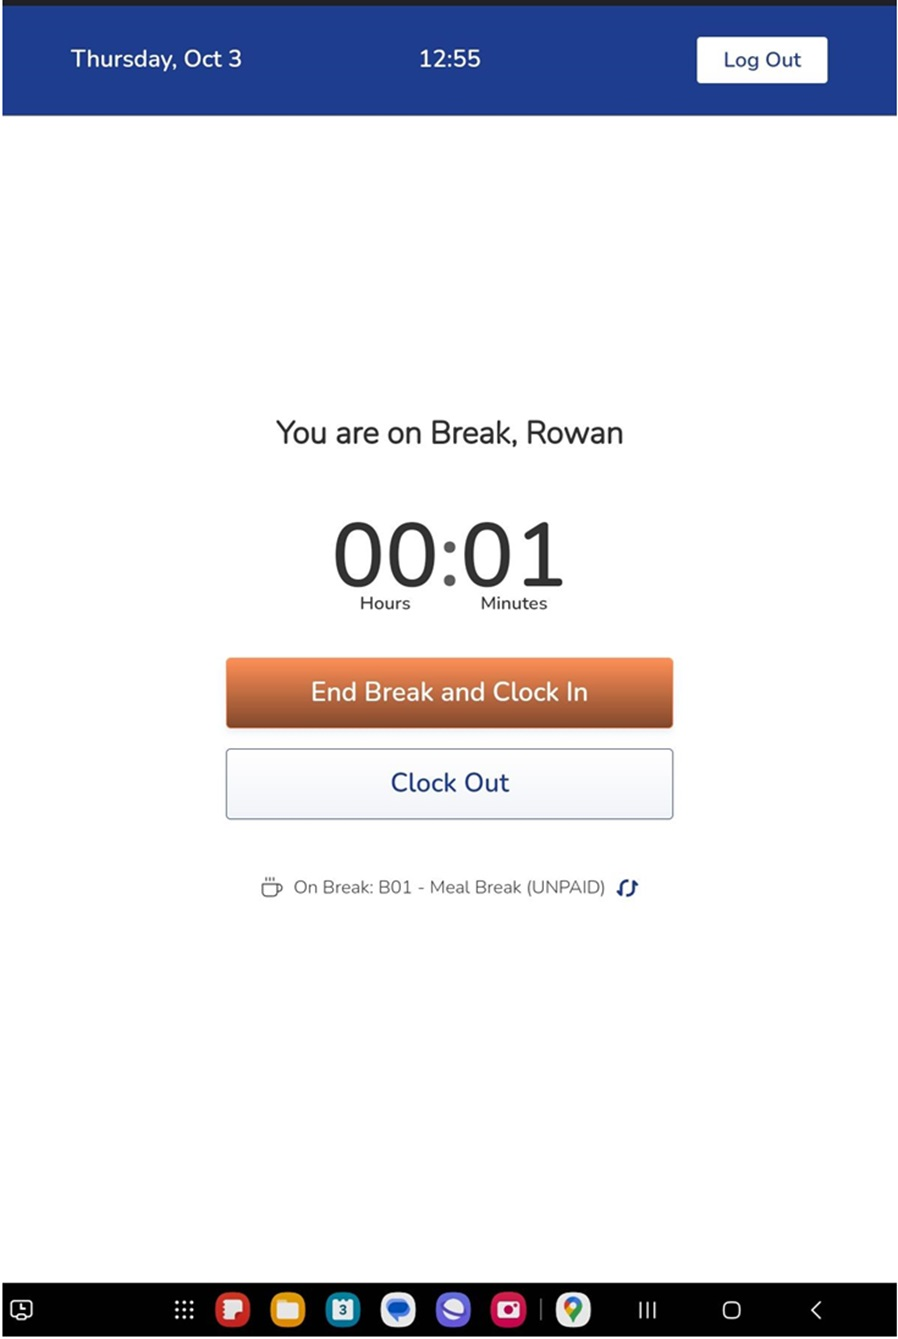 Thursday, Oct 3 12:55 Log Out
You are on Break, Rowan
00:01
Hours Minutes
End Break and Clock In
Clock Out
On Break: B01 - Meal Break (UNPAID)
3